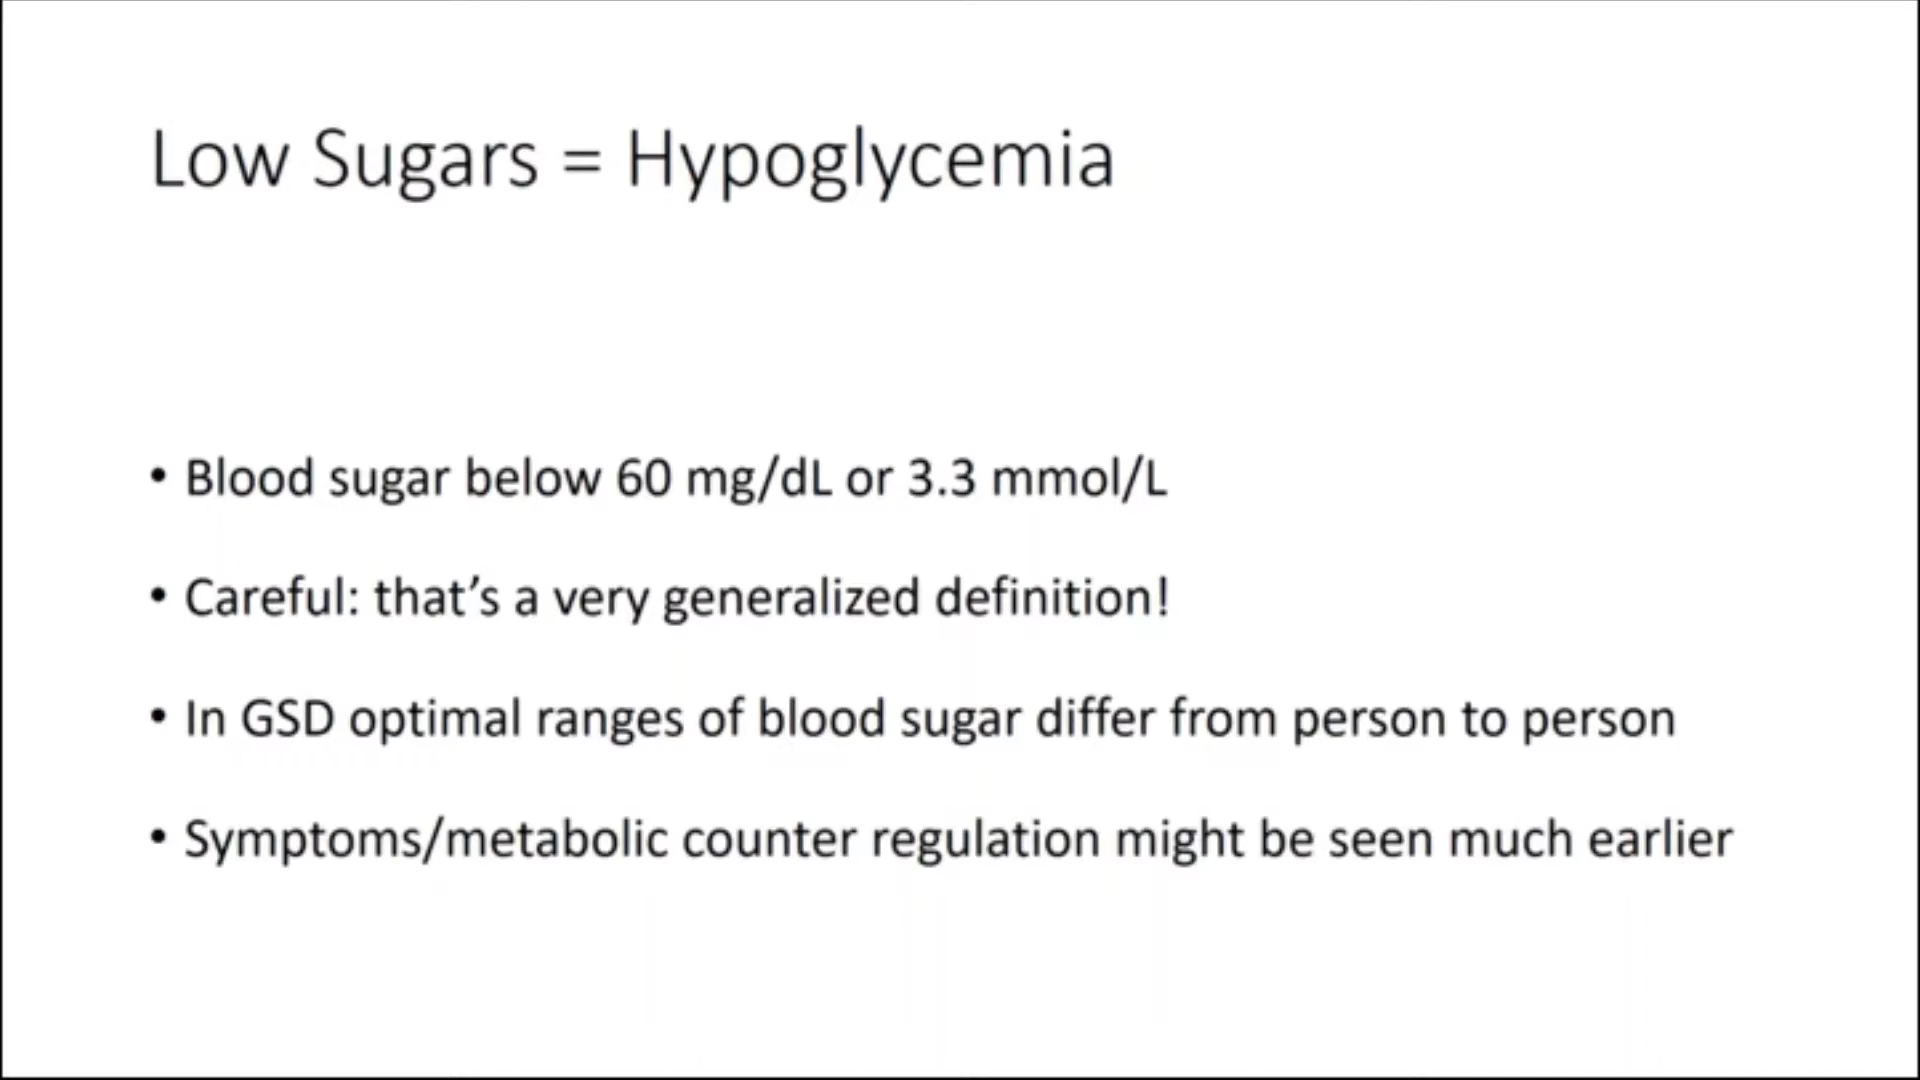 Low Sugars = Hypoglycemia
• Blood sugar below 60 mg/dL or 3.3 mmol/L
• Careful: that’s a very generalized definition!
• In GSD optimal ranges of blood sugar differ from person to person
• Symptoms/metabolic counter regulation might be seen much earlier